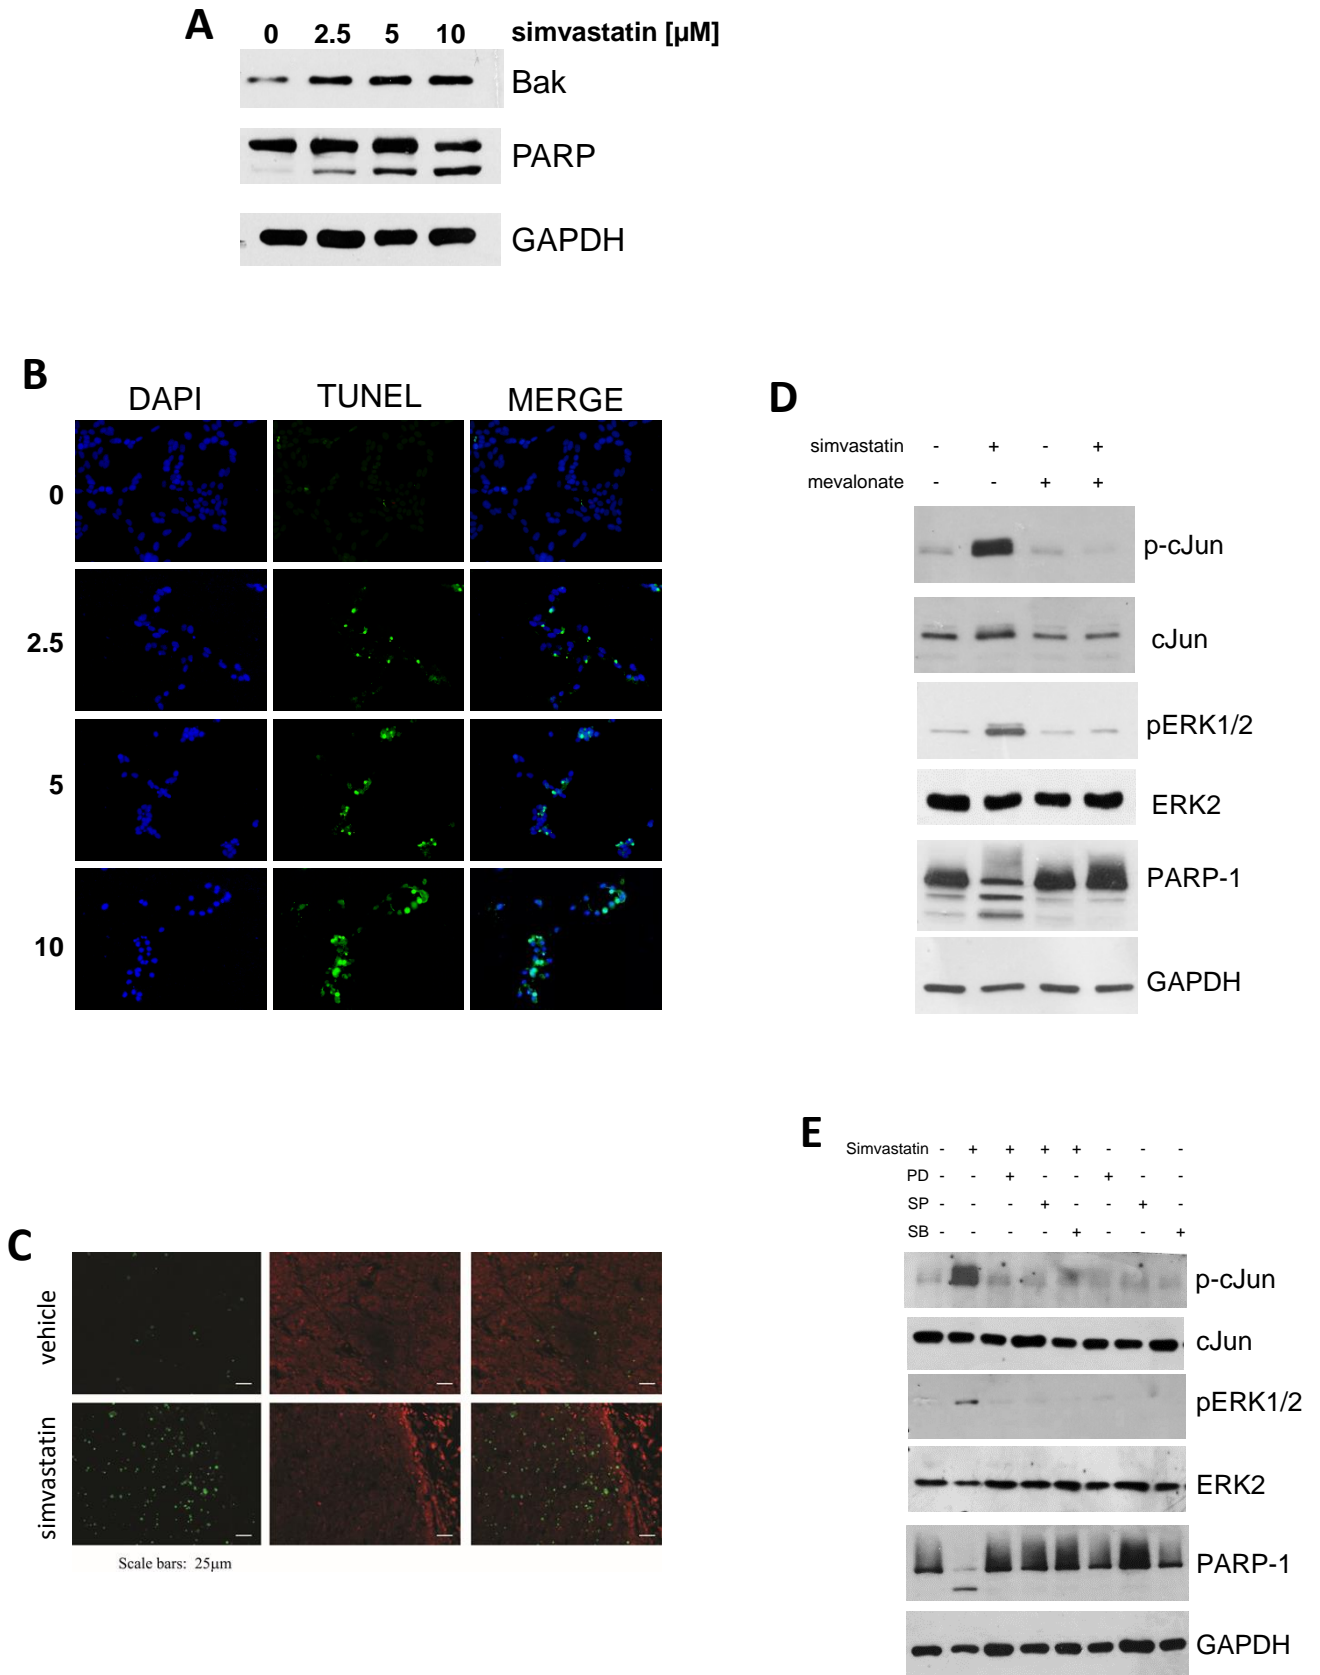 A
0 2.5 5 10 simvastatin [µM]
Bak
PARP
GAPDH
B
DAPI TUNEL MERGE
0
2.5
5
10
C
vehicle
simvastatin
Scale bars: 25µm
D
simvastatin - + - +
mevalonate - - + +
p-cJun
cJun
pERK1/2
ERK2
PARP-1
GAPDH
E
Simvastatin - + + + + - - -
PD - - + - - + - -
SP - - - + - - + -
SB - - - - + - - +
p-cJun
cJun
pERK1/2
ERK2
PARP-1
GAPDH